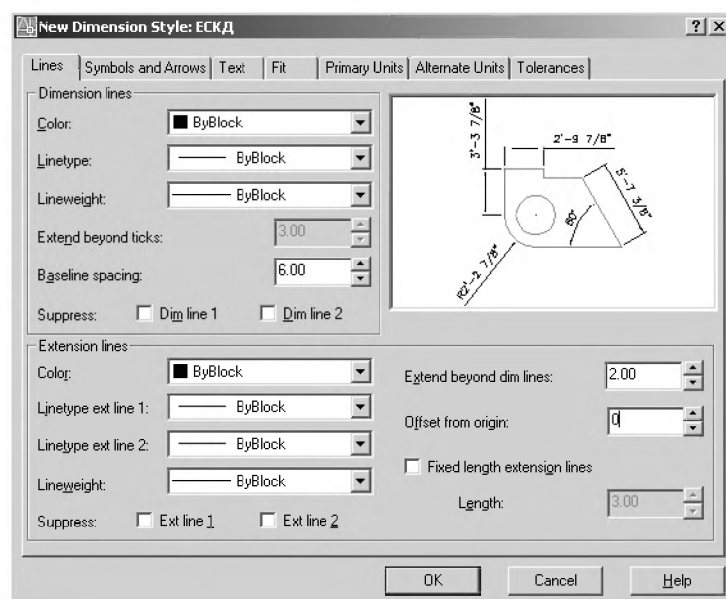 New Dimension Style: ЕСКД
Lines Symbols and Arrows Text Fit Primary Units Alternate Units Tolerances
Dimension lines
Color: ByBlock
Linetype: ByBlock
Lineweight: ByBlock
Extend beyond ticks: 3.00
Baseline spacing: 6.00
Suppress: Dim line 1 Dim line 2
3'-3 7/8"
2'-9 7/8"
5'-7 3/8"
60°
R2'-2 7/8"
Extension lines
Color: ByBlock
Linetype ext line 1: ByBlock
Linetype ext line 2: ByBlock
Lineweight: ByBlock
Suppress: Ext line 1 Ext line 2
Extend beyond dim lines: 2.00
Offset from origin: 0
Fixed length extension lines
Length: 3.00
OK Cancel Help